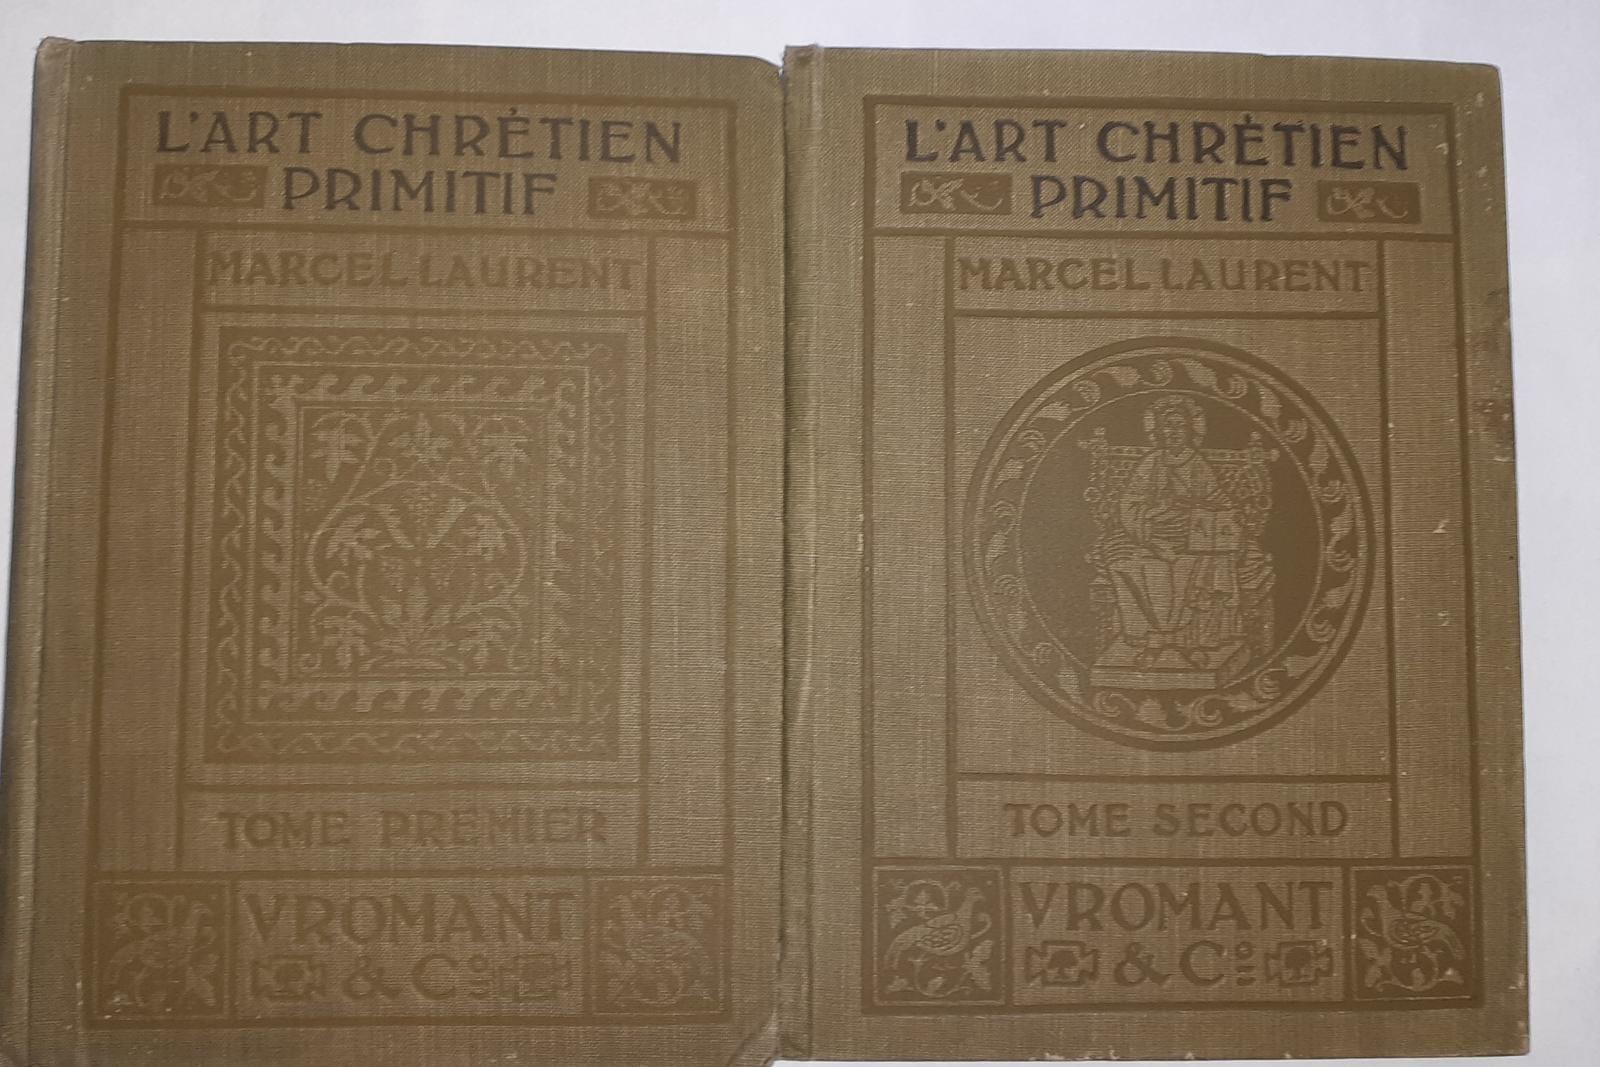 L'ART CHRÉTIEN
PRIMITIF
MARCEL LAURENT
TOME PREMIER
VROMANT
& Cº
L'ART CHRÉTIEN
PRIMITIF
MARCEL LAURENT
TOME SECOND
VROMANT
& Cº